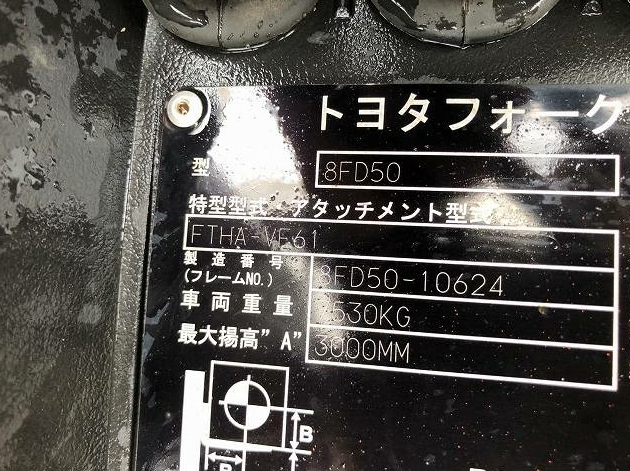 トヨタフォーク
型 8FD50
特型型式 アタッチメント型式
FTHA-VF61
製造番号
(フレームNO.) 8FD50-10624
車両重量 530KG
最大揚高"A" 3000MM
B
B